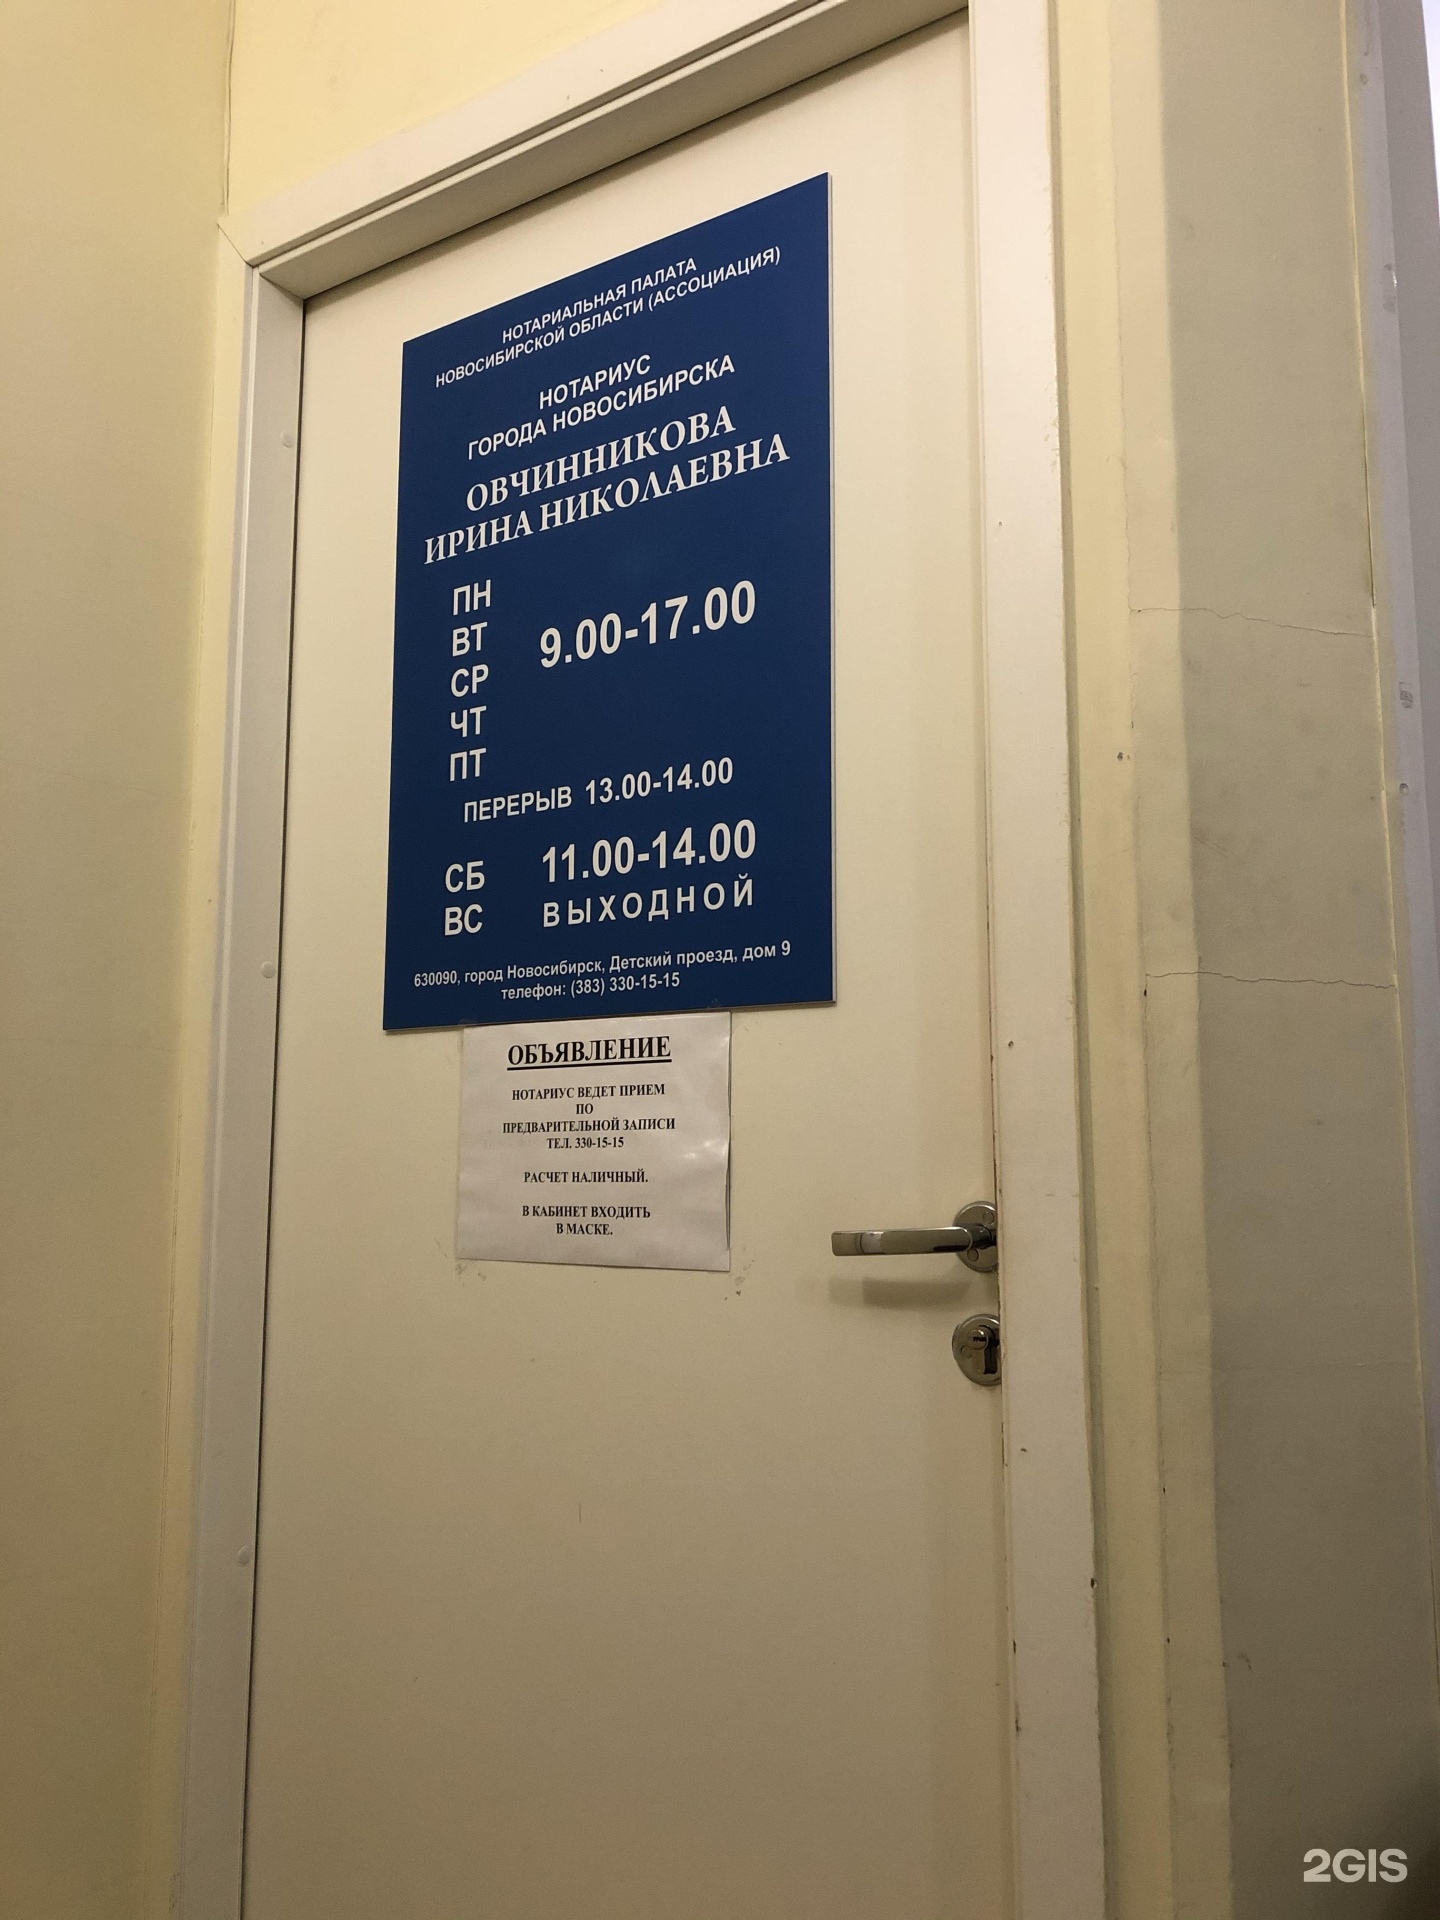 НОТАРИАЛЬНАЯ ПАЛАТА
НОВОСИБИРСКОЙ ОБЛАСТИ (АССОЦИАЦИЯ)
НОТАРИУС
ГОРОДА НОВОСИБИРСКА
ОВЧИННИКОВА
ИРИНА НИКОЛАЕВНА
ПН
ВТ
СР
ЧТ
ПТ
9.00-17.00
ПЕРЕРЫВ 13.00-14.00
СБ 11.00-14.00
ВС ВЫХОДНОЙ
630090, город Новосибирск, Детский проезд, дом 9
телефон: (383) 330-15-15
ОБЪЯВЛЕНИЕ
НОТАРИУС ВЕДЕТ ПРИЕМ
ПО
ПРЕДВАРИТЕЛЬНОЙ ЗАПИСИ
ТЕЛ. 330-15-15
РАСЧЕТ НАЛИЧНЫЙ.
В КАБИНЕТ ВХОДИТЬ
В МАСКЕ.
2GIS